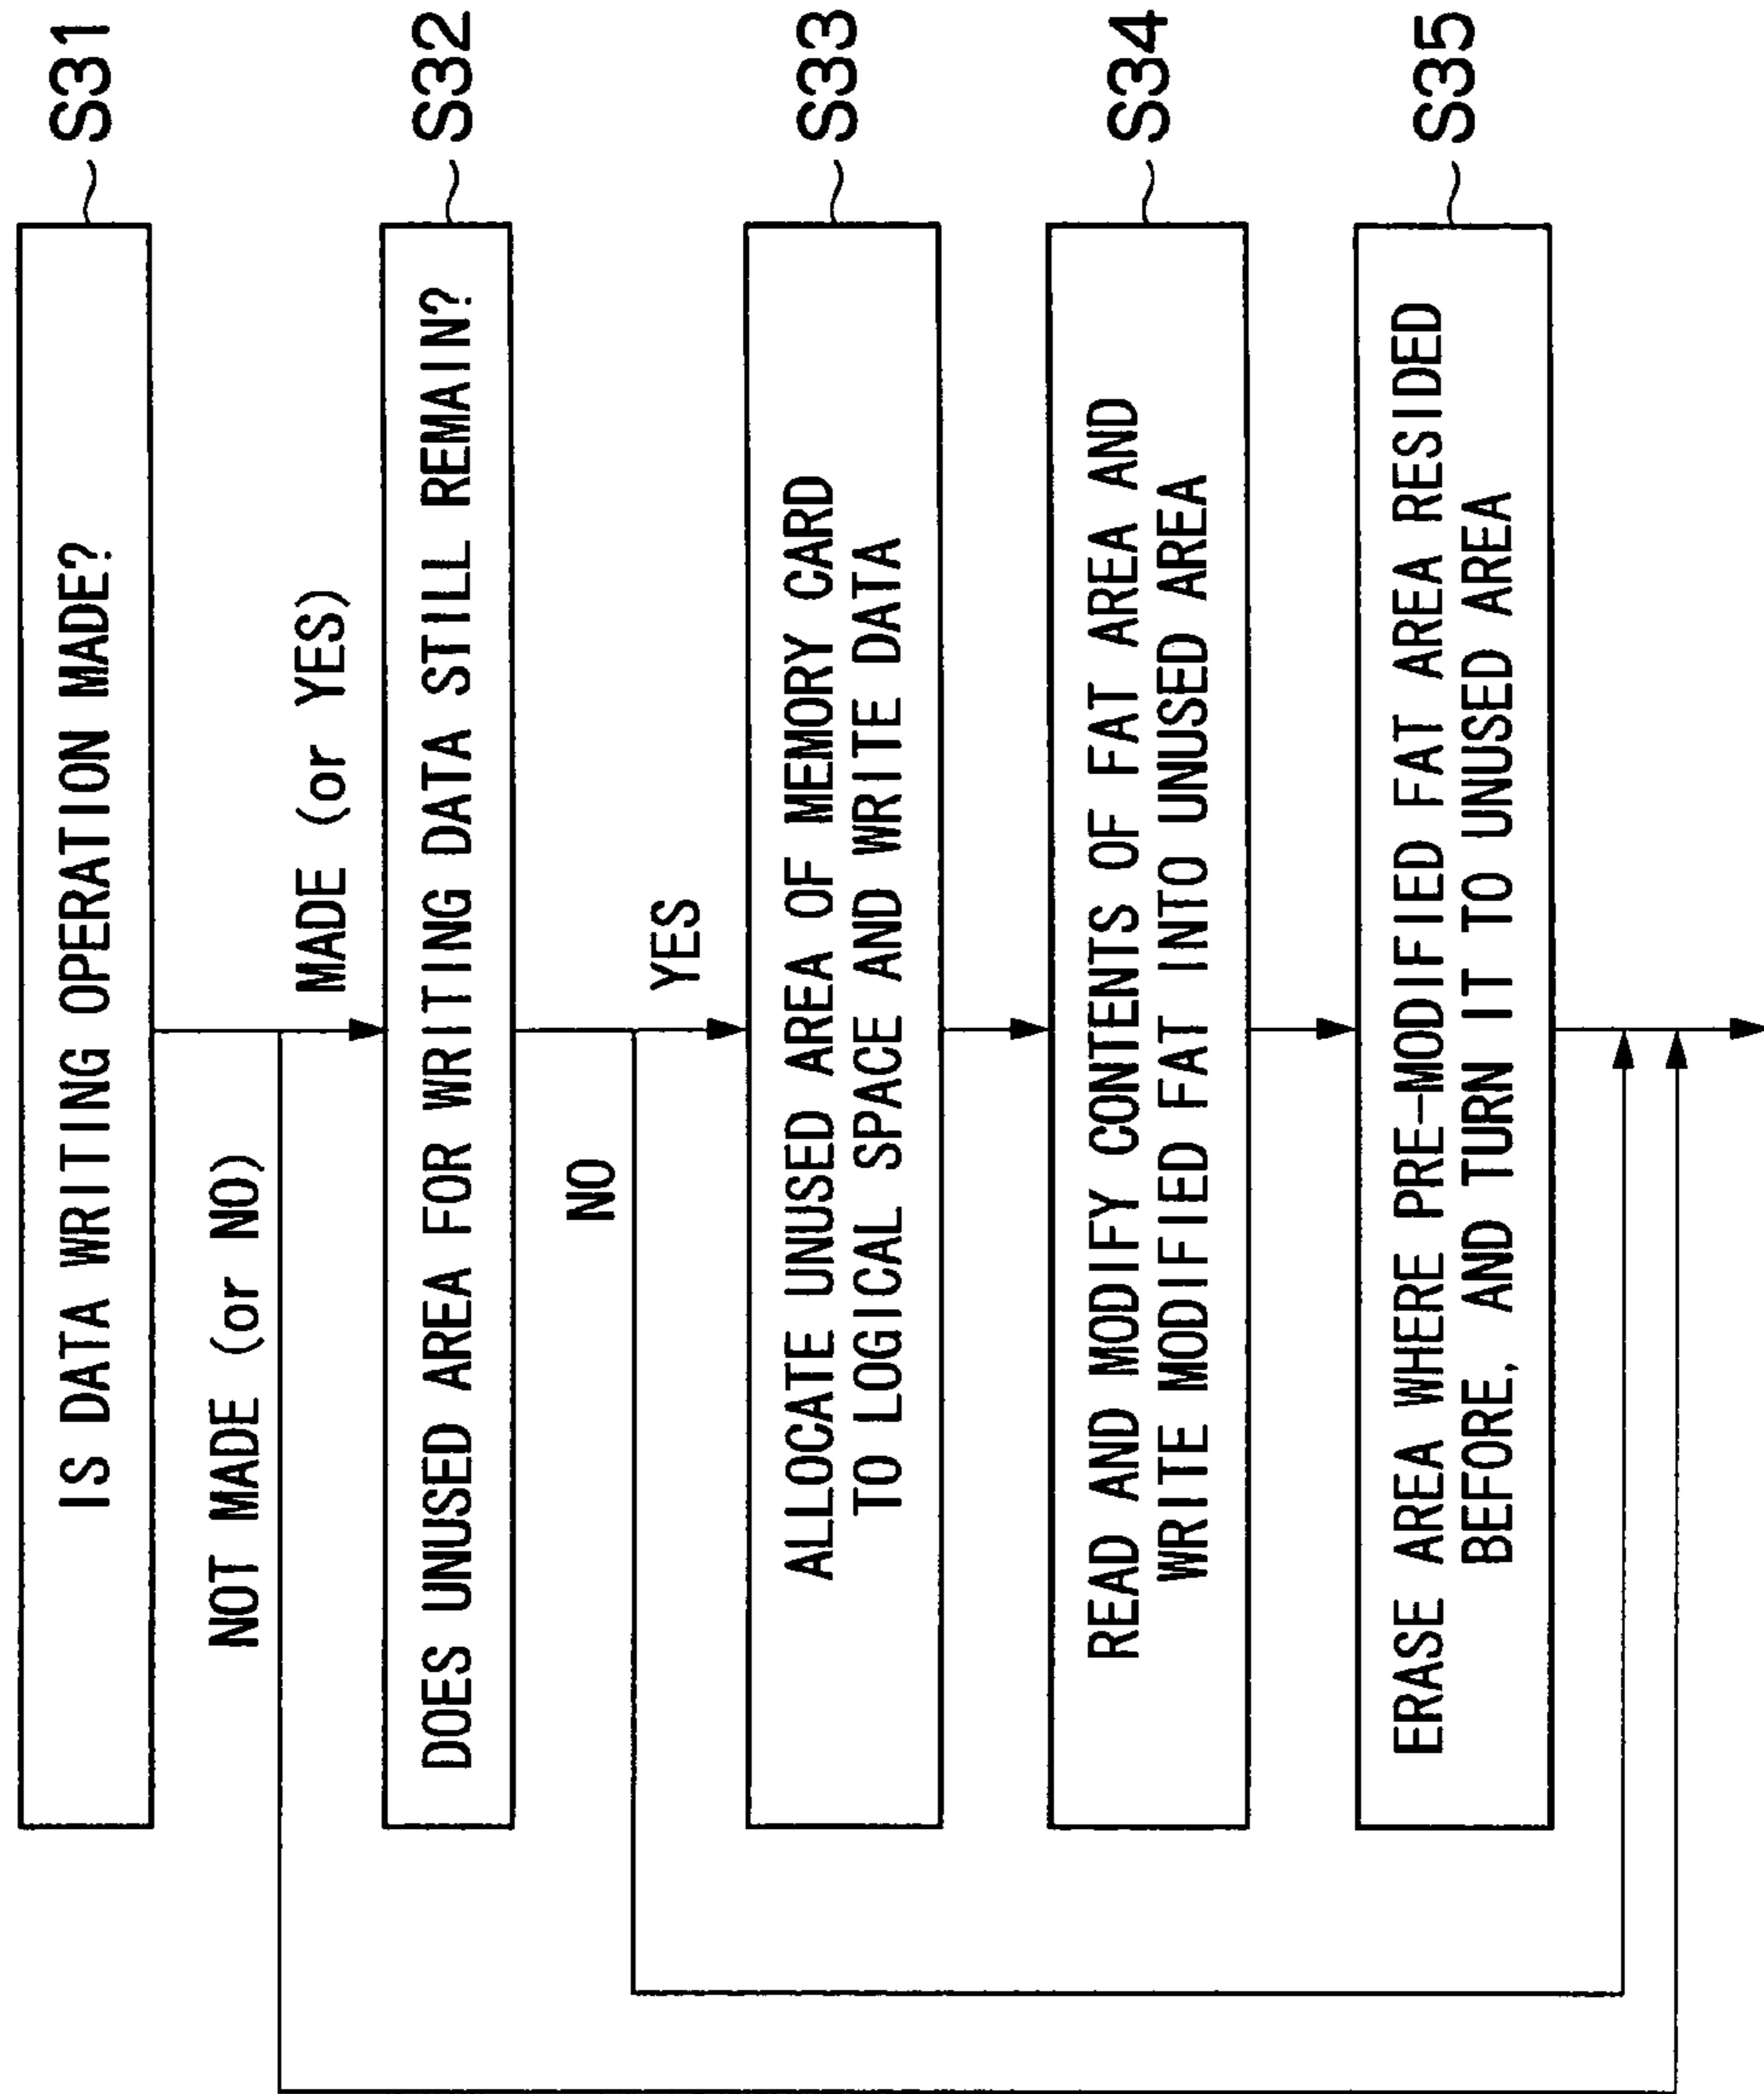 IS DATA WRITING OPERATION MADE?
S31
NOT MADE (or NO)
MADE (or YES)
DOES UNUSED AREA FOR WRITING DATA STILL REMAIN?
S32
NO
YES
ALLOCATE UNUSED AREA OF MEMORY CARD
TO LOGICAL SPACE AND WRITE DATA
S33
READ AND MODIFY CONTENTS OF FAT AREA AND
WRITE MODIFIED FAT INTO UNUSED AREA
S34
ERASE AREA WHERE PRE-MODIFIED FAT AREA RESIDED
BEFORE, AND TURN IT TO UNUSED AREA
S35